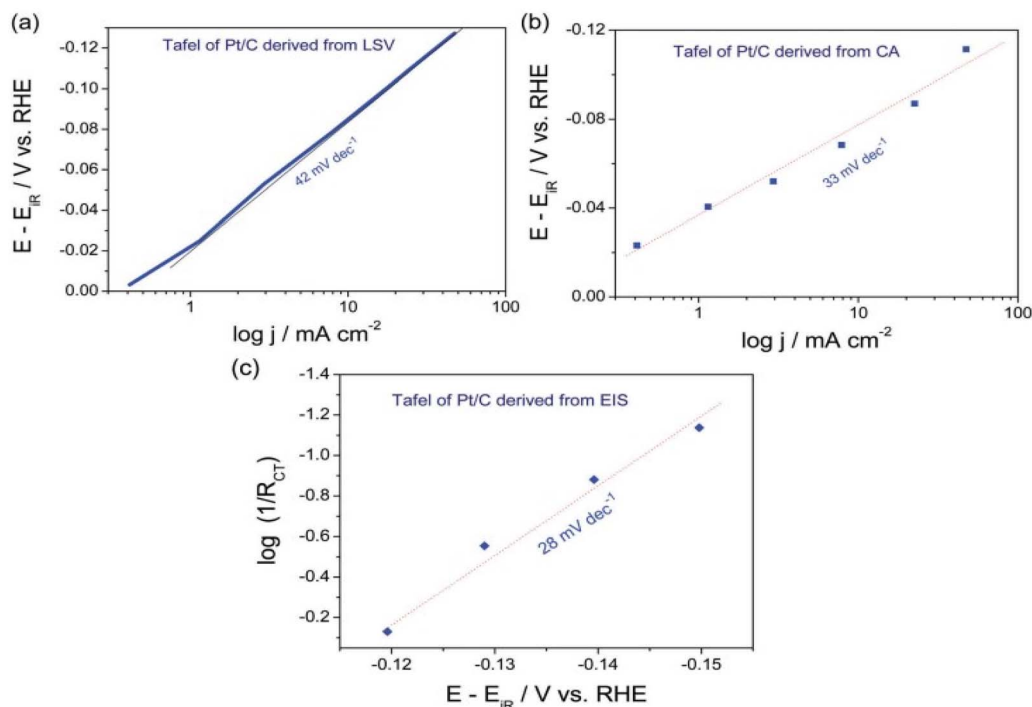 (a)
Tafel of Pt/C derived from LSV
E - E_iR / V vs. RHE
-0.12
-0.10
-0.08
-0.06
-0.04
-0.02
0.00
42 mV dec⁻¹
1
10
100
log j / mA cm⁻²
(b)
Tafel of Pt/C derived from CA
E - E_iR / V vs. RHE
-0.12
-0.08
-0.04
0.00
33 mV dec⁻¹
1
10
100
log j / mA cm⁻²
(c)
Tafel of Pt/C derived from EIS
log (1/R_CT)
-1.4
-1.2
-1.0
-0.8
-0.6
-0.4
-0.2
28 mV dec⁻¹
-0.12
-0.13
-0.14
-0.15
E - E_iR / V vs. RHE